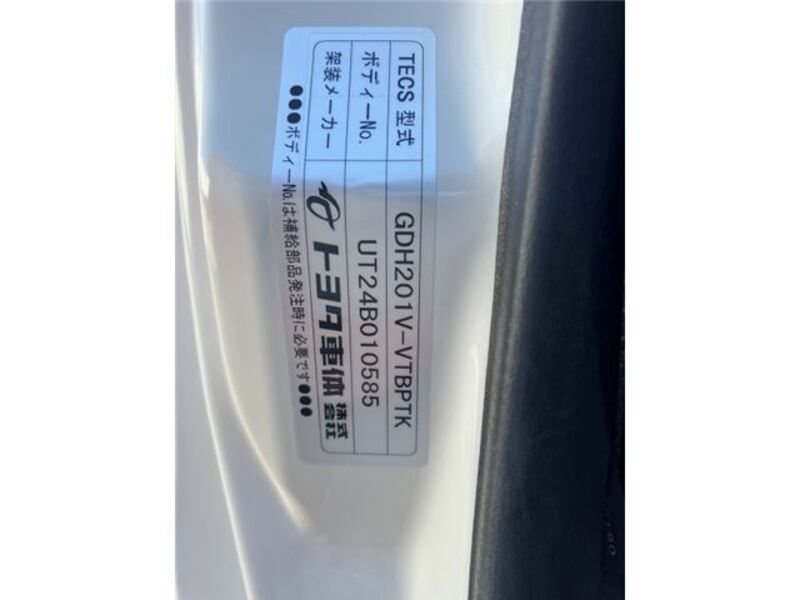 TECS 型式 GDH201V-VTBPTK
ボディーNo. UT24B010585
架装メーカー トヨタ車体 株式会社
●●●ボディーNo.は補給部品発注時に必要です●●●